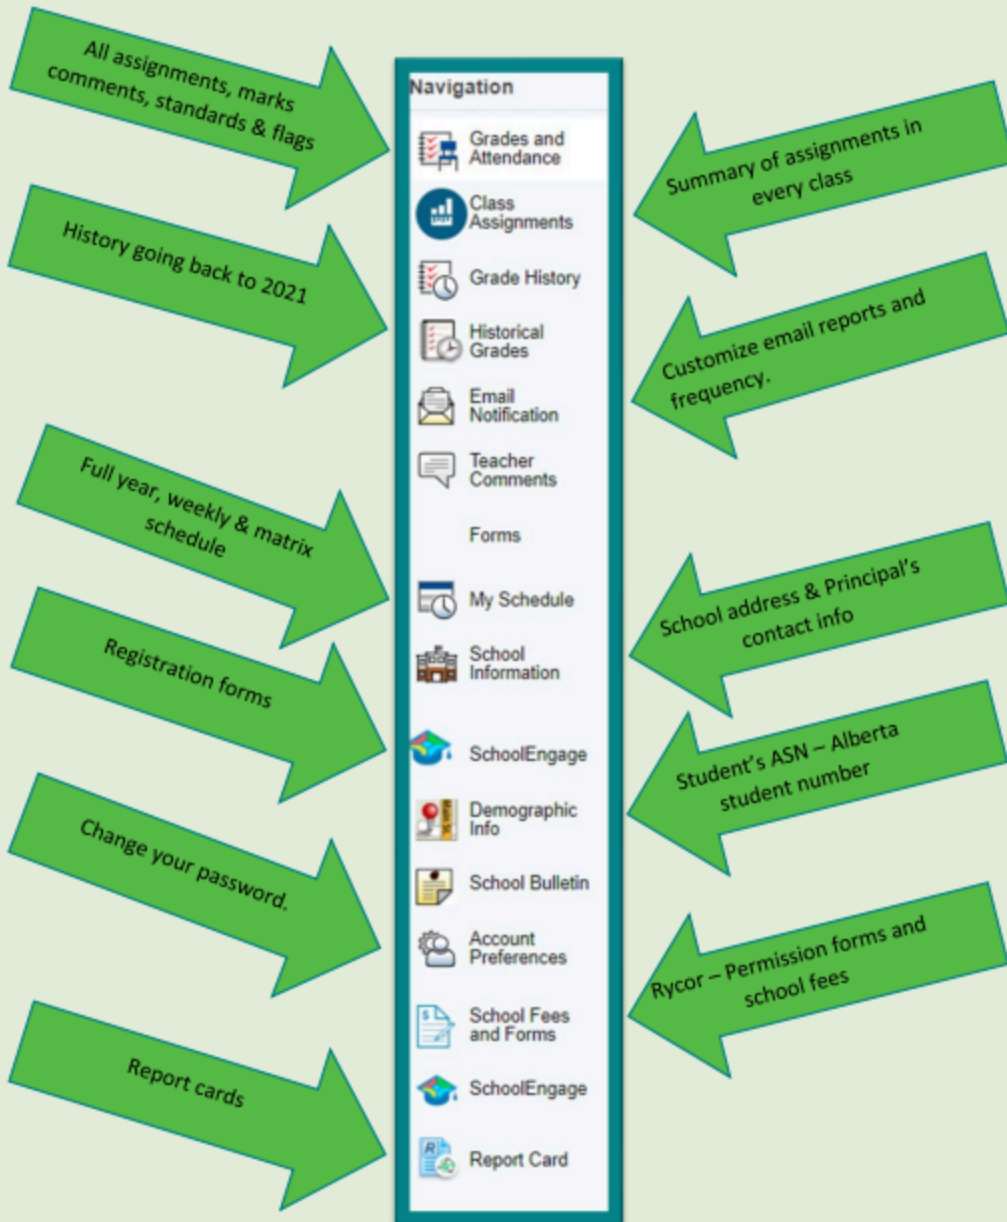 All assignments, marks
comments, standards & flags
History going back to 2021
Full year, weekly & matrix
schedule
Registration forms
Change your password.
Report cards
Navigation
Grades and
Attendance
Class
Assignments
Grade History
Historical
Grades
Email
Notification
Teacher
Comments
Forms
My Schedule
School
Information
SchoolEngage
Demographic
Info
School Bulletin
Account
Preferences
School Fees
and Forms
SchoolEngage
Report Card
Summary of assignments in
every class
Customize email reports and
frequency.
School address & Principal’s
contact info
Student’s ASN – Alberta
student number
Rycor – Permission forms and
school fees